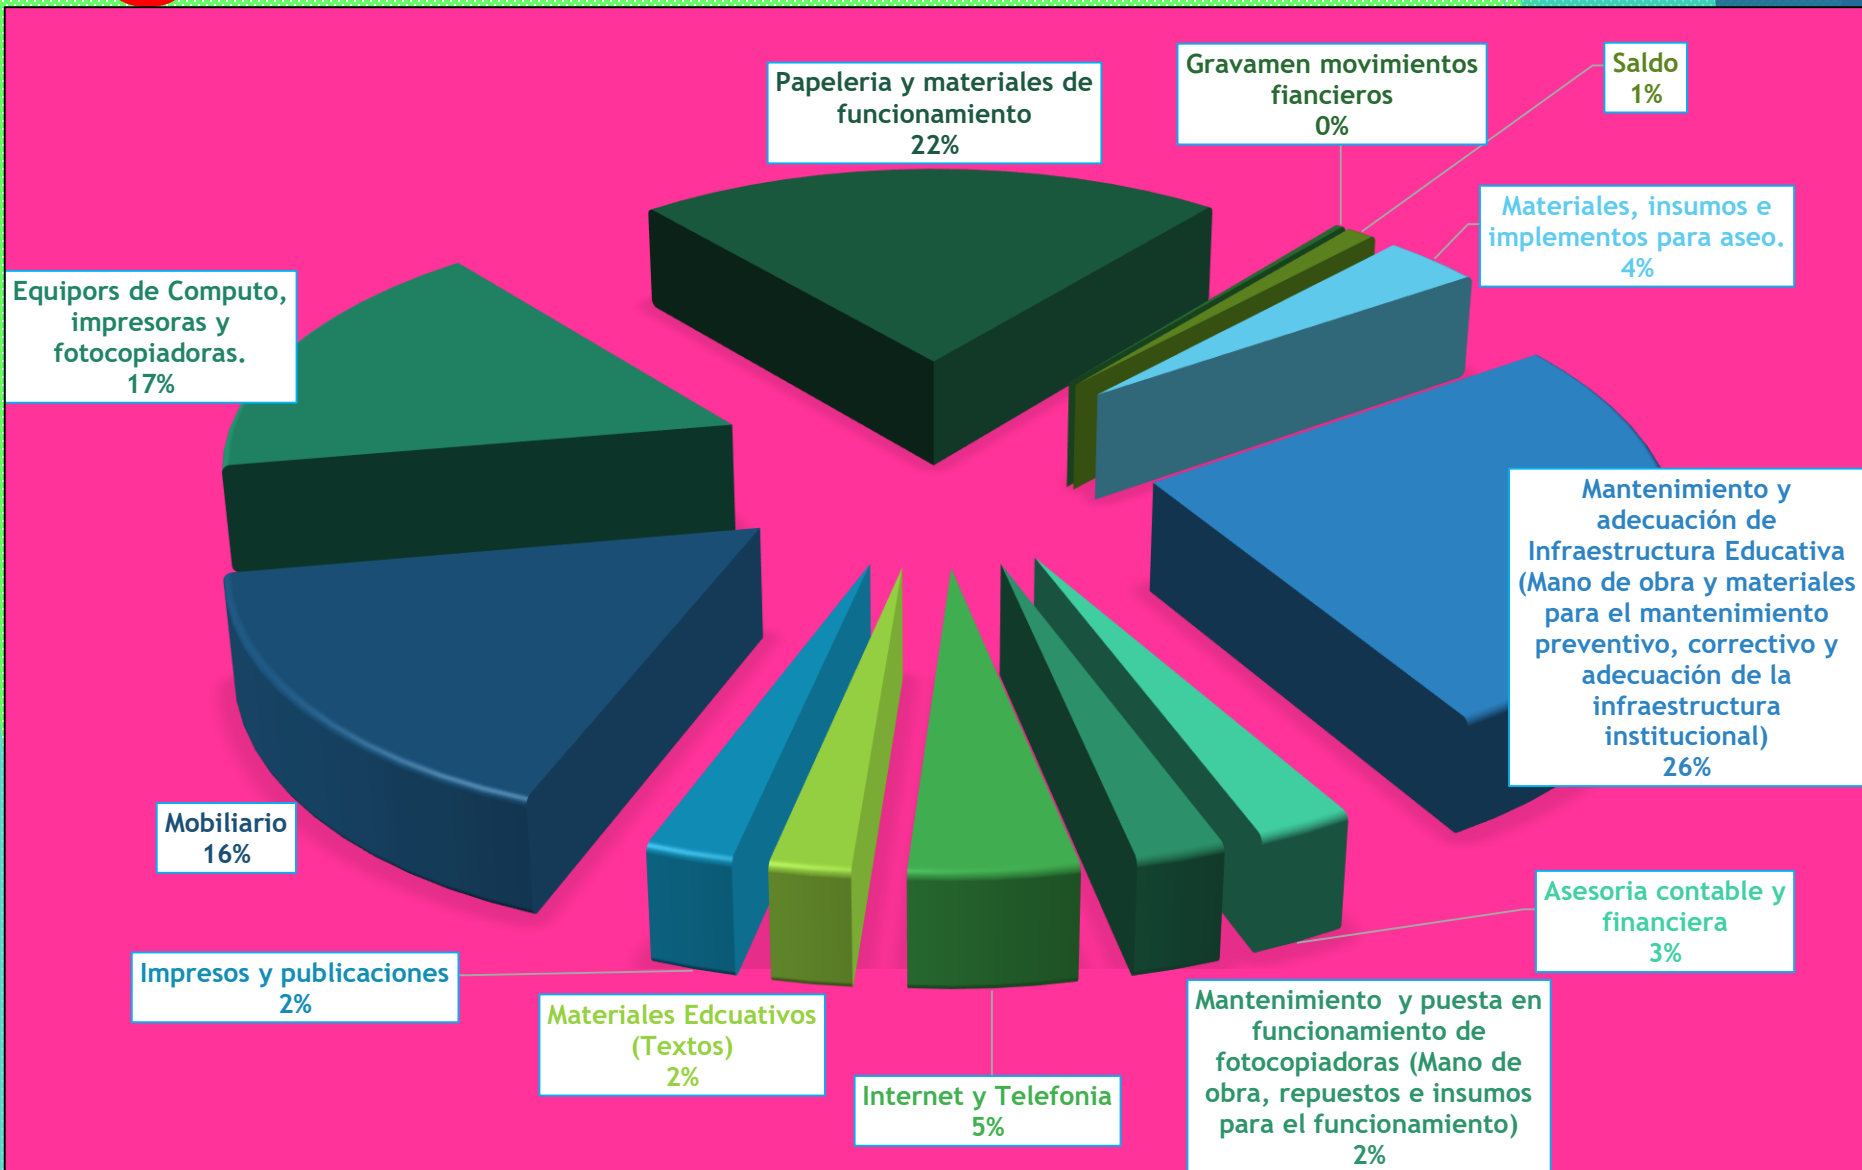 Papeleria y materiales de
funcionamiento
22%
Gravamen movimientos
fiancieros
0%
Saldo
1%
Materiales, insumos e
implementos para aseo.
4%
Equipors de Computo,
impresoras y
fotocopiadoras.
17%
Mantenimiento y
adecuación de
Infraestructura Educativa
(Mano de obra y materiales
para el mantenimiento
preventivo, correctivo y
adecuación de la
infraestructura
institucional)
26%
Mobiliario
16%
Asesoria contable y
financiera
3%
Impresos y publicaciones
2%
Materiales Edcuativos
(Textos)
2%
Internet y Telefonia
5%
Mantenimiento  y puesta en
funcionamiento de
fotocopiadoras (Mano de
obra, repuestos e insumos
para el funcionamiento)
2%